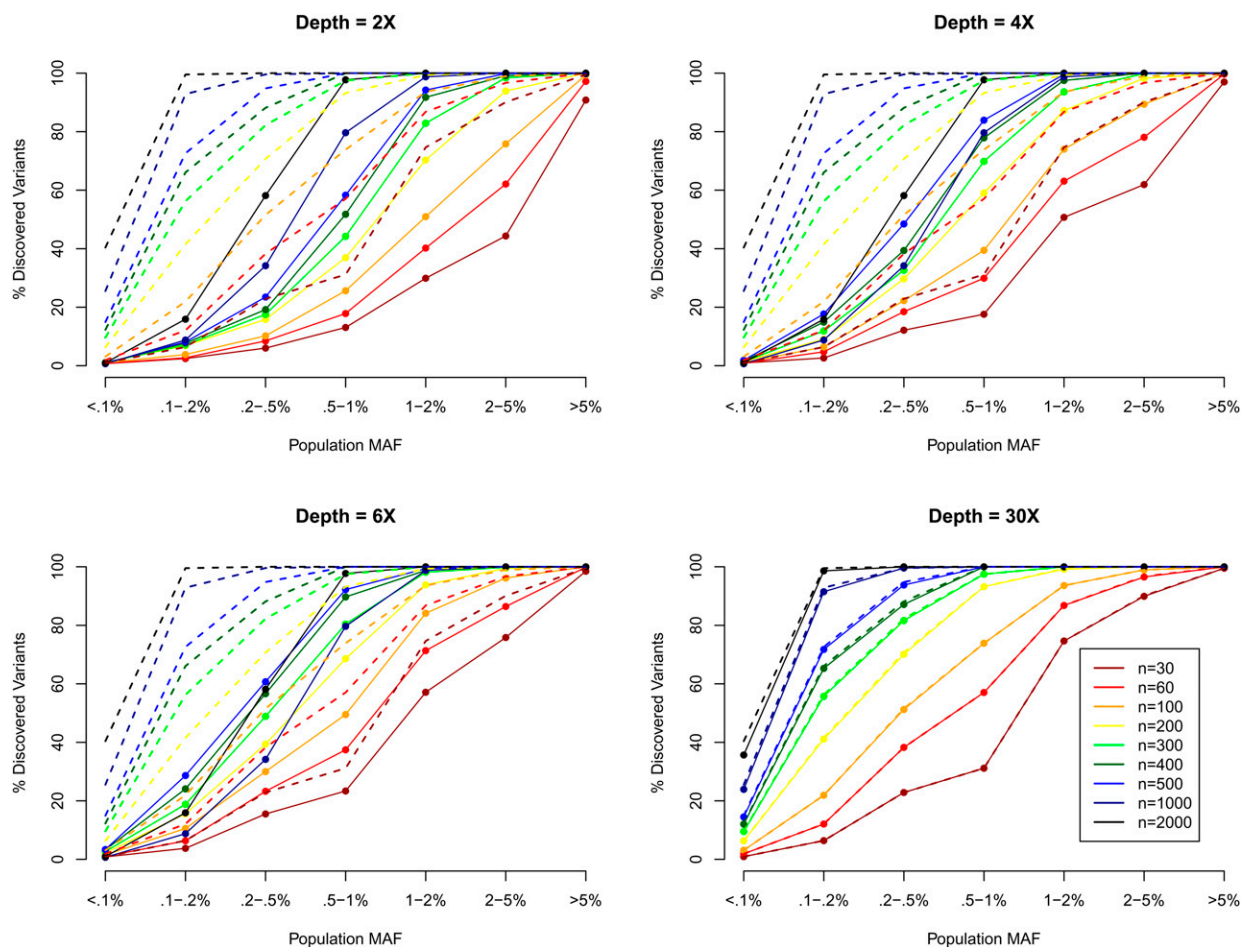 Depth = 2X
% Discovered Variants
100
80
60
40
20
0
<.1% .1−.2% .2−.5% .5−1% 1−2% 2−5% >5%
Population MAF
Depth = 4X
% Discovered Variants
100
80
60
40
20
0
<.1% .1−.2% .2−.5% .5−1% 1−2% 2−5% >5%
Population MAF
Depth = 6X
% Discovered Variants
100
80
60
40
20
0
<.1% .1−.2% .2−.5% .5−1% 1−2% 2−5% >5%
Population MAF
Depth = 30X
% Discovered Variants
100
80
60
40
20
0
<.1% .1−.2% .2−.5% .5−1% 1−2% 2−5% >5%
Population MAF
n=30
n=60
n=100
n=200
n=300
n=400
n=500
n=1000
n=2000